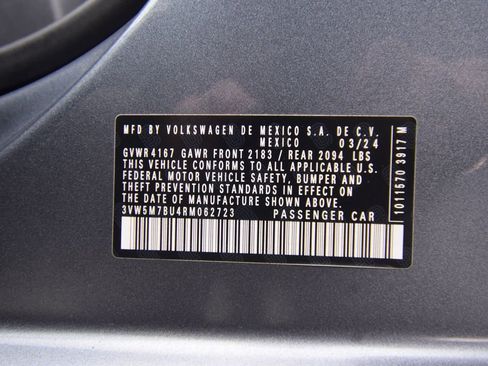 MFD BY VOLKSWAGEN DE MEXICO S.A. DE C.V.
MEXICO 03/24
GVWR 4167 GAWR FRONT 2183 / REAR 2094 LBS
THIS VEHICLE CONFORMS TO ALL APPLICABLE U.S.
FEDERAL MOTOR VEHICLE SAFETY, BUMPER AND
THEFT PREVENTION STANDARDS IN EFFECT ON
THE DATE OF MANUFACTURE SHOWN ABOVE.
3VW5M7BU4RM062723 PASSENGER CAR
1011570 3917 M